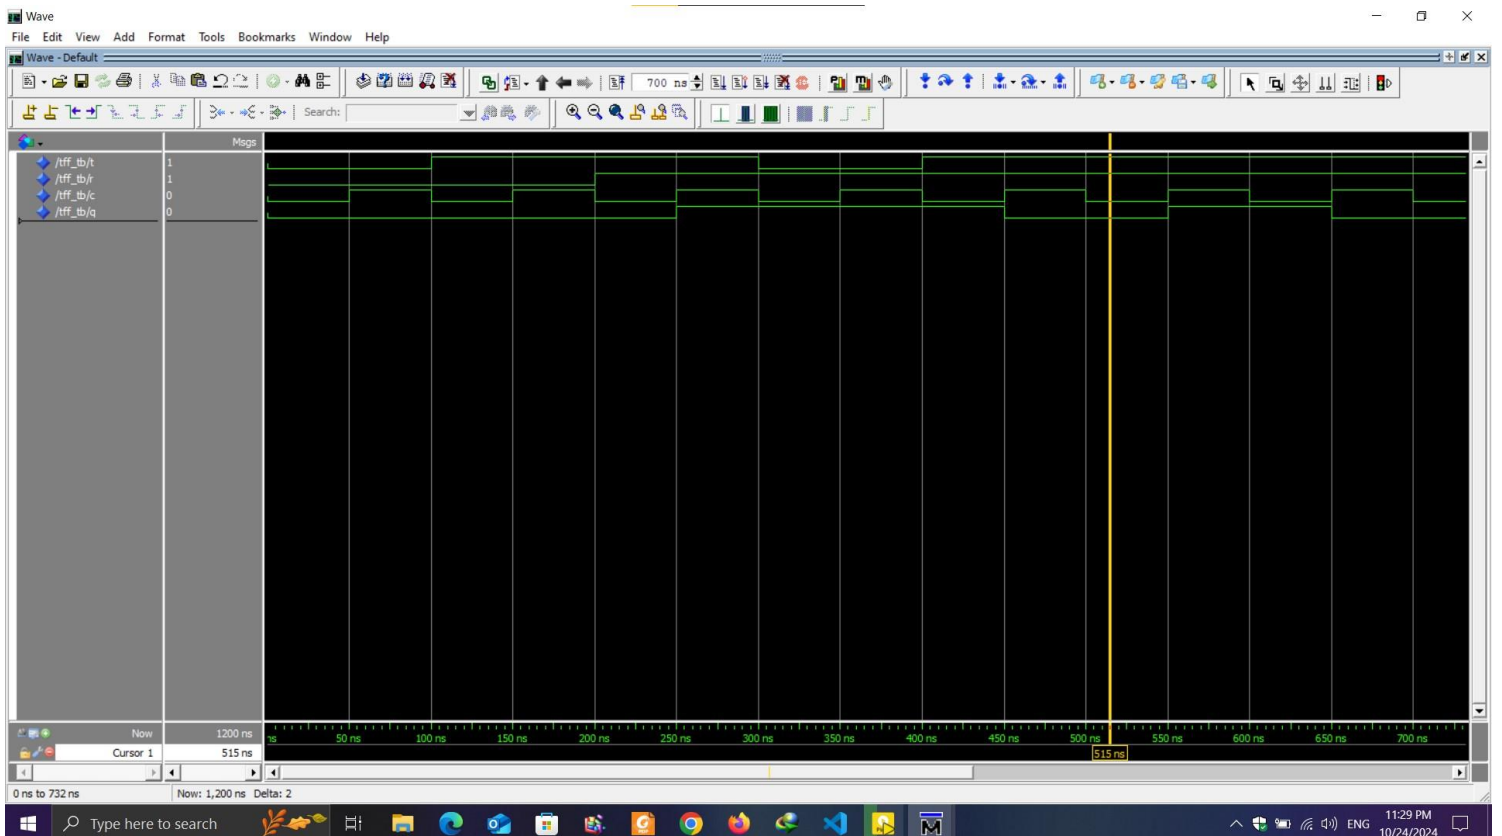 Wave
File Edit View Add Format Tools Bookmarks Window Help
Wave - Default
700 ns
Search:
Msgs
/tff_tb/t 1
/tff_tb/r 1
/tff_tb/c 0
/tff_tb/q 0
Now 1200 ns
ns 50 ns 100 ns 150 ns 200 ns 250 ns 300 ns 350 ns 400 ns 450 ns 500 ns 550 ns 600 ns 650 ns 700 ns
Cursor 1 515 ns 515 ns
0 ns to 732 ns Now: 1,200 ns Delta: 2
Type here to search ENG 11:29 PM
10/24/2024